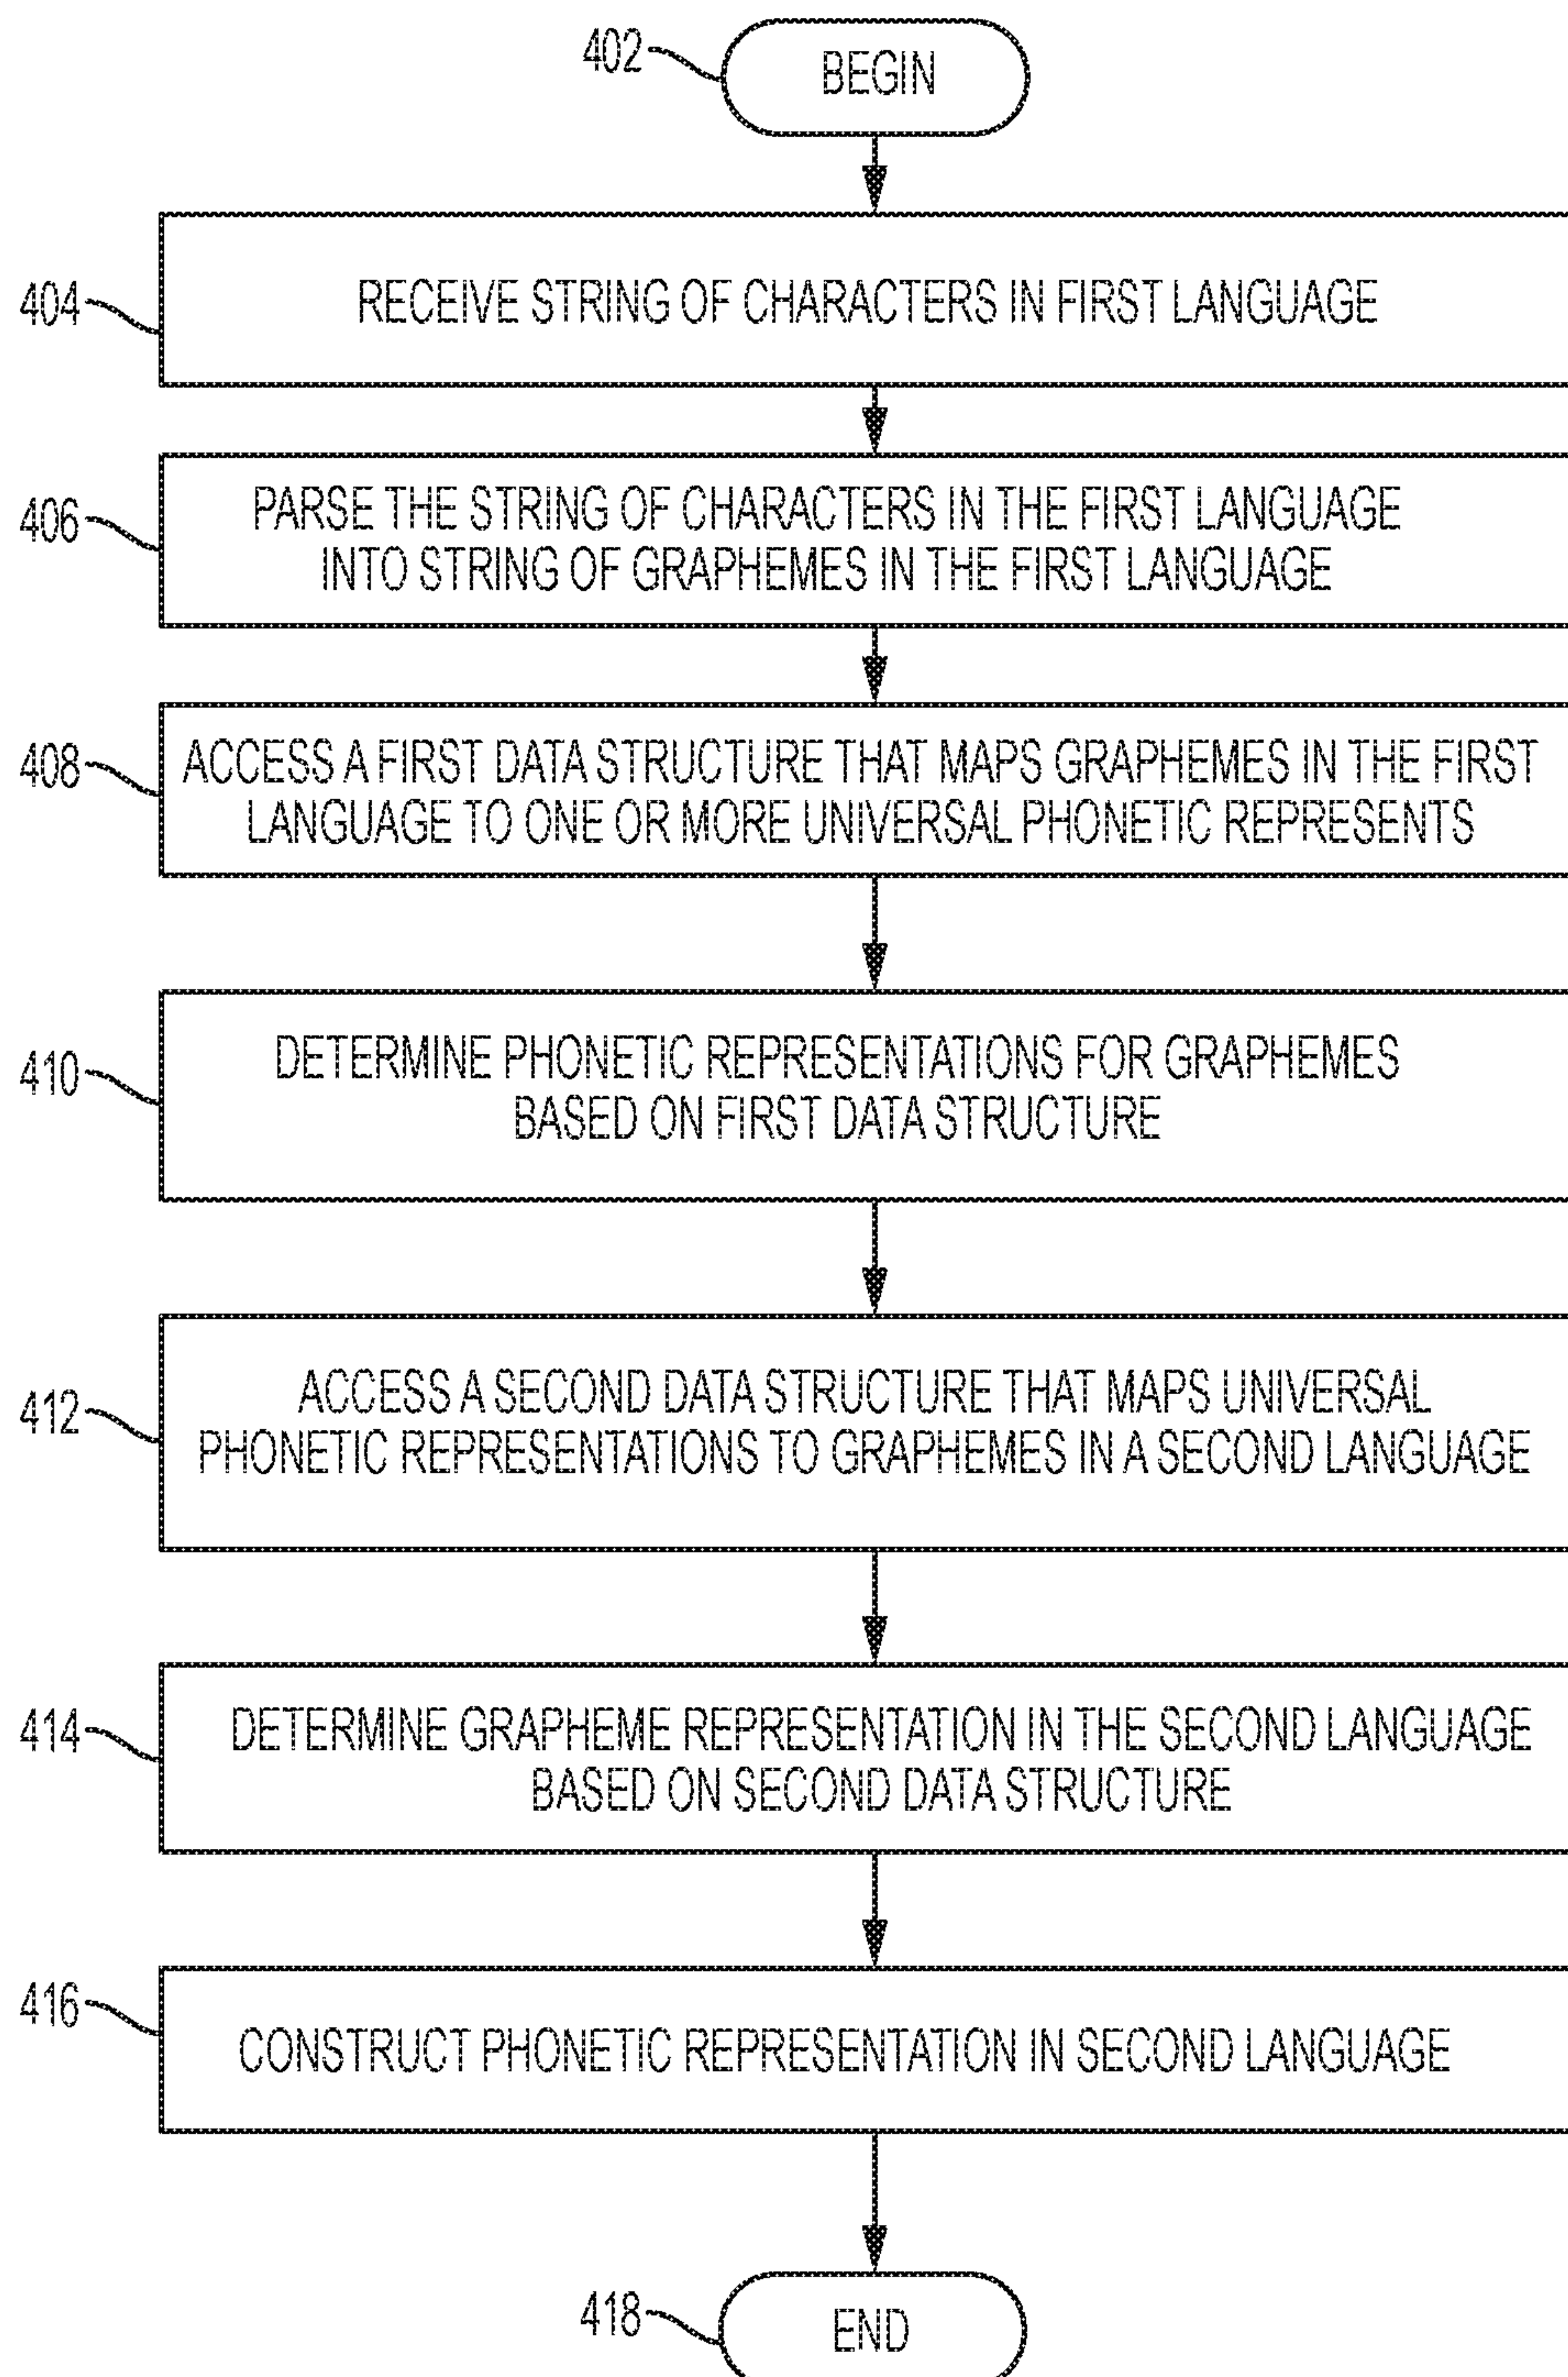 402
BEGIN
404
RECEIVE STRING OF CHARACTERS IN FIRST LANGUAGE
406
PARSE THE STRING OF CHARACTERS IN THE FIRST LANGUAGE
INTO STRING OF GRAPHEMES IN THE FIRST LANGUAGE
408
ACCESS A FIRST DATA STRUCTURE THAT MAPS GRAPHEMES IN THE FIRST
LANGUAGE TO ONE OR MORE UNIVERSAL PHONETIC REPRESENTS
410
DETERMINE PHONETIC REPRESENTATIONS FOR GRAPHEMES
BASED ON FIRST DATA STRUCTURE
412
ACCESS A SECOND DATA STRUCTURE THAT MAPS UNIVERSAL
PHONETIC REPRESENTATIONS TO GRAPHEMES IN A SECOND LANGUAGE
414
DETERMINE GRAPHEME REPRESENTATION IN THE SECOND LANGUAGE
BASED ON SECOND DATA STRUCTURE
416
CONSTRUCT PHONETIC REPRESENTATION IN SECOND LANGUAGE
418
END